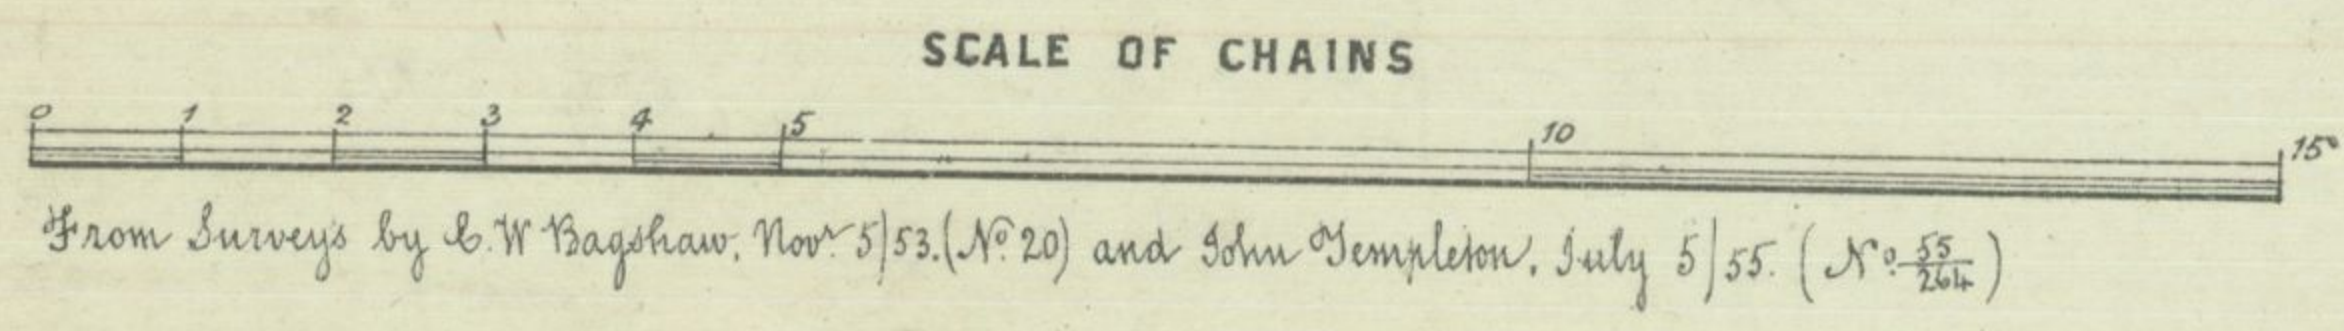 SCALE OF CHAINS
0 1 2 3 4 5 10 15
From Surveys by C. W Bagshaw, Novr 5/53. (No. 20) and John Templeton, July 5/55. (No. 55/264)